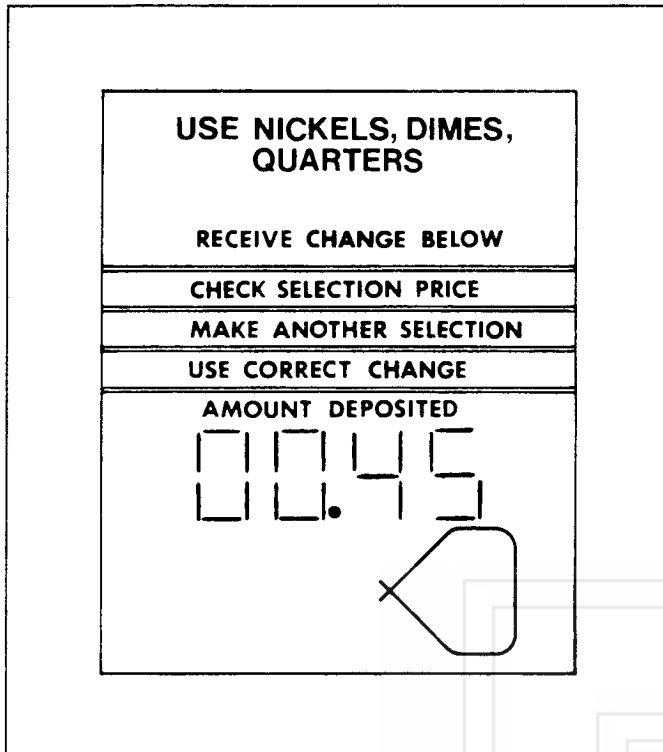 USE NICKELS, DIMES,
QUARTERS
RECEIVE CHANGE BELOW
CHECK SELECTION PRICE
MAKE ANOTHER SELECTION
USE CORRECT CHANGE
AMOUNT DEPOSITED
00.45